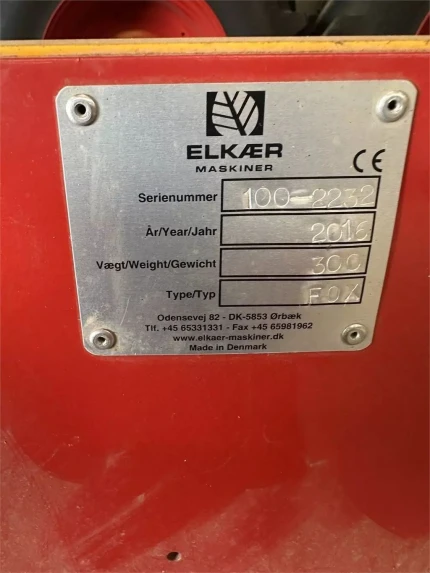 ELKÆR
MASKINER
CE
Serienummer 100-2232
År/Year/Jahr 2016
Vægt/Weight/Gewicht 300
Type/Typ FOX
Odensevej 82 - DK-5853 Ørbæk
Tlf. +45 65331331 - Fax +45 65981962
www.elkaer-maskiner.dk
Made in Denmark